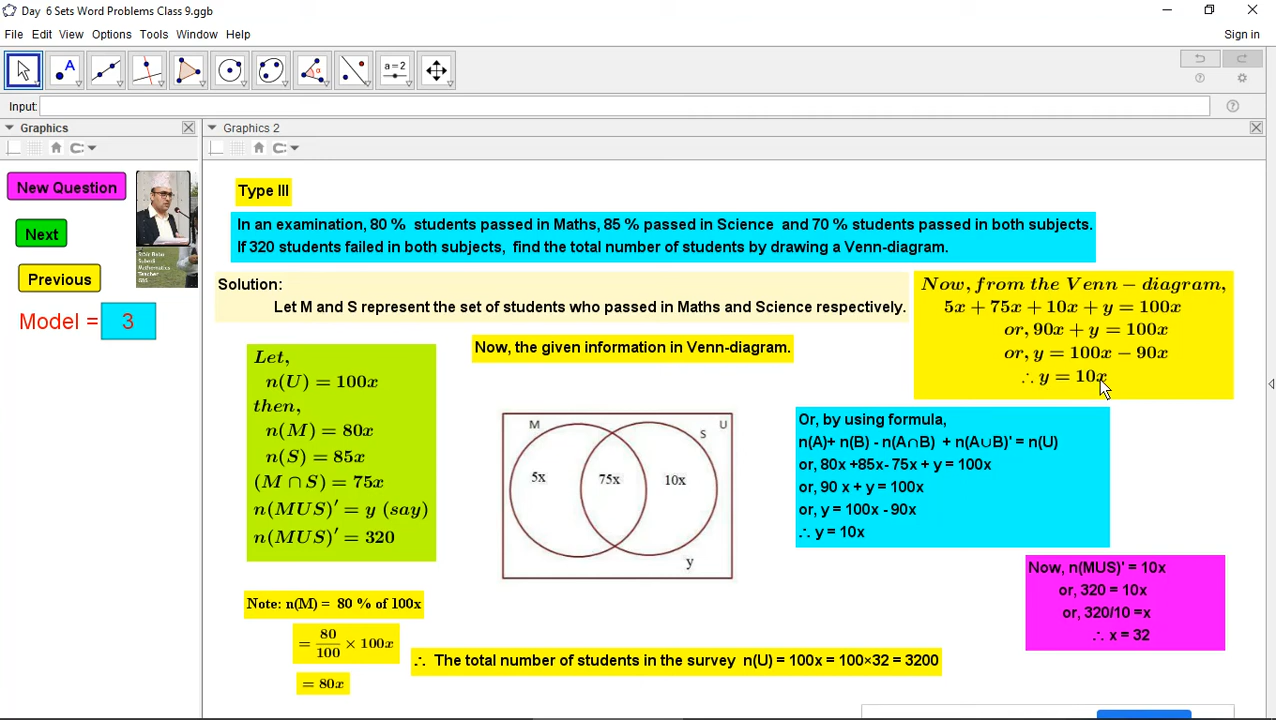 Day 6 Sets Word Problems Class 9.ggb
File Edit View Options Tools Window Help
Sign in
A
a = 2
Input:
Graphics
Graphics 2
New Question
Next
Previous
Model = 3
Type III
In an examination, 80 % students passed in Maths, 85 % passed in Science and 70 % students passed in both subjects.
If 320 students failed in both subjects, find the total number of students by drawing a Venn-diagram.
Solution:
Let M and S represent the set of students who passed in Maths and Science respectively.
Now, the given information in Venn-diagram.
Let,
n(U) = 100x
then,
n(M) = 80x
n(S) = 85x
(M ∩ S) = 75x
n(MUS)′ = y (say)
n(MUS)′ = 320
Note: n(M) = 80 % of 100x
= 80/100 × 100x
= 80x
M
U
S
5x
75x
10x
y
Now, from the Venn − diagram,
5x + 75x + 10x + y = 100x
or, 90x + y = 100x
or, y = 100x − 90x
∴ y = 10x
Or, by using formula,
n(A)+ n(B) - n(A∩B) + n(A∪B)' = n(U)
or, 80x +85x- 75x + y = 100x
or, 90 x + y = 100x
or, y = 100x - 90x
∴ y = 10x
Now, n(MUS)' = 10x
or, 320 = 10x
or, 320/10 =x
∴ x = 32
∴ The total number of students in the survey n(U) = 100x = 100×32 = 3200